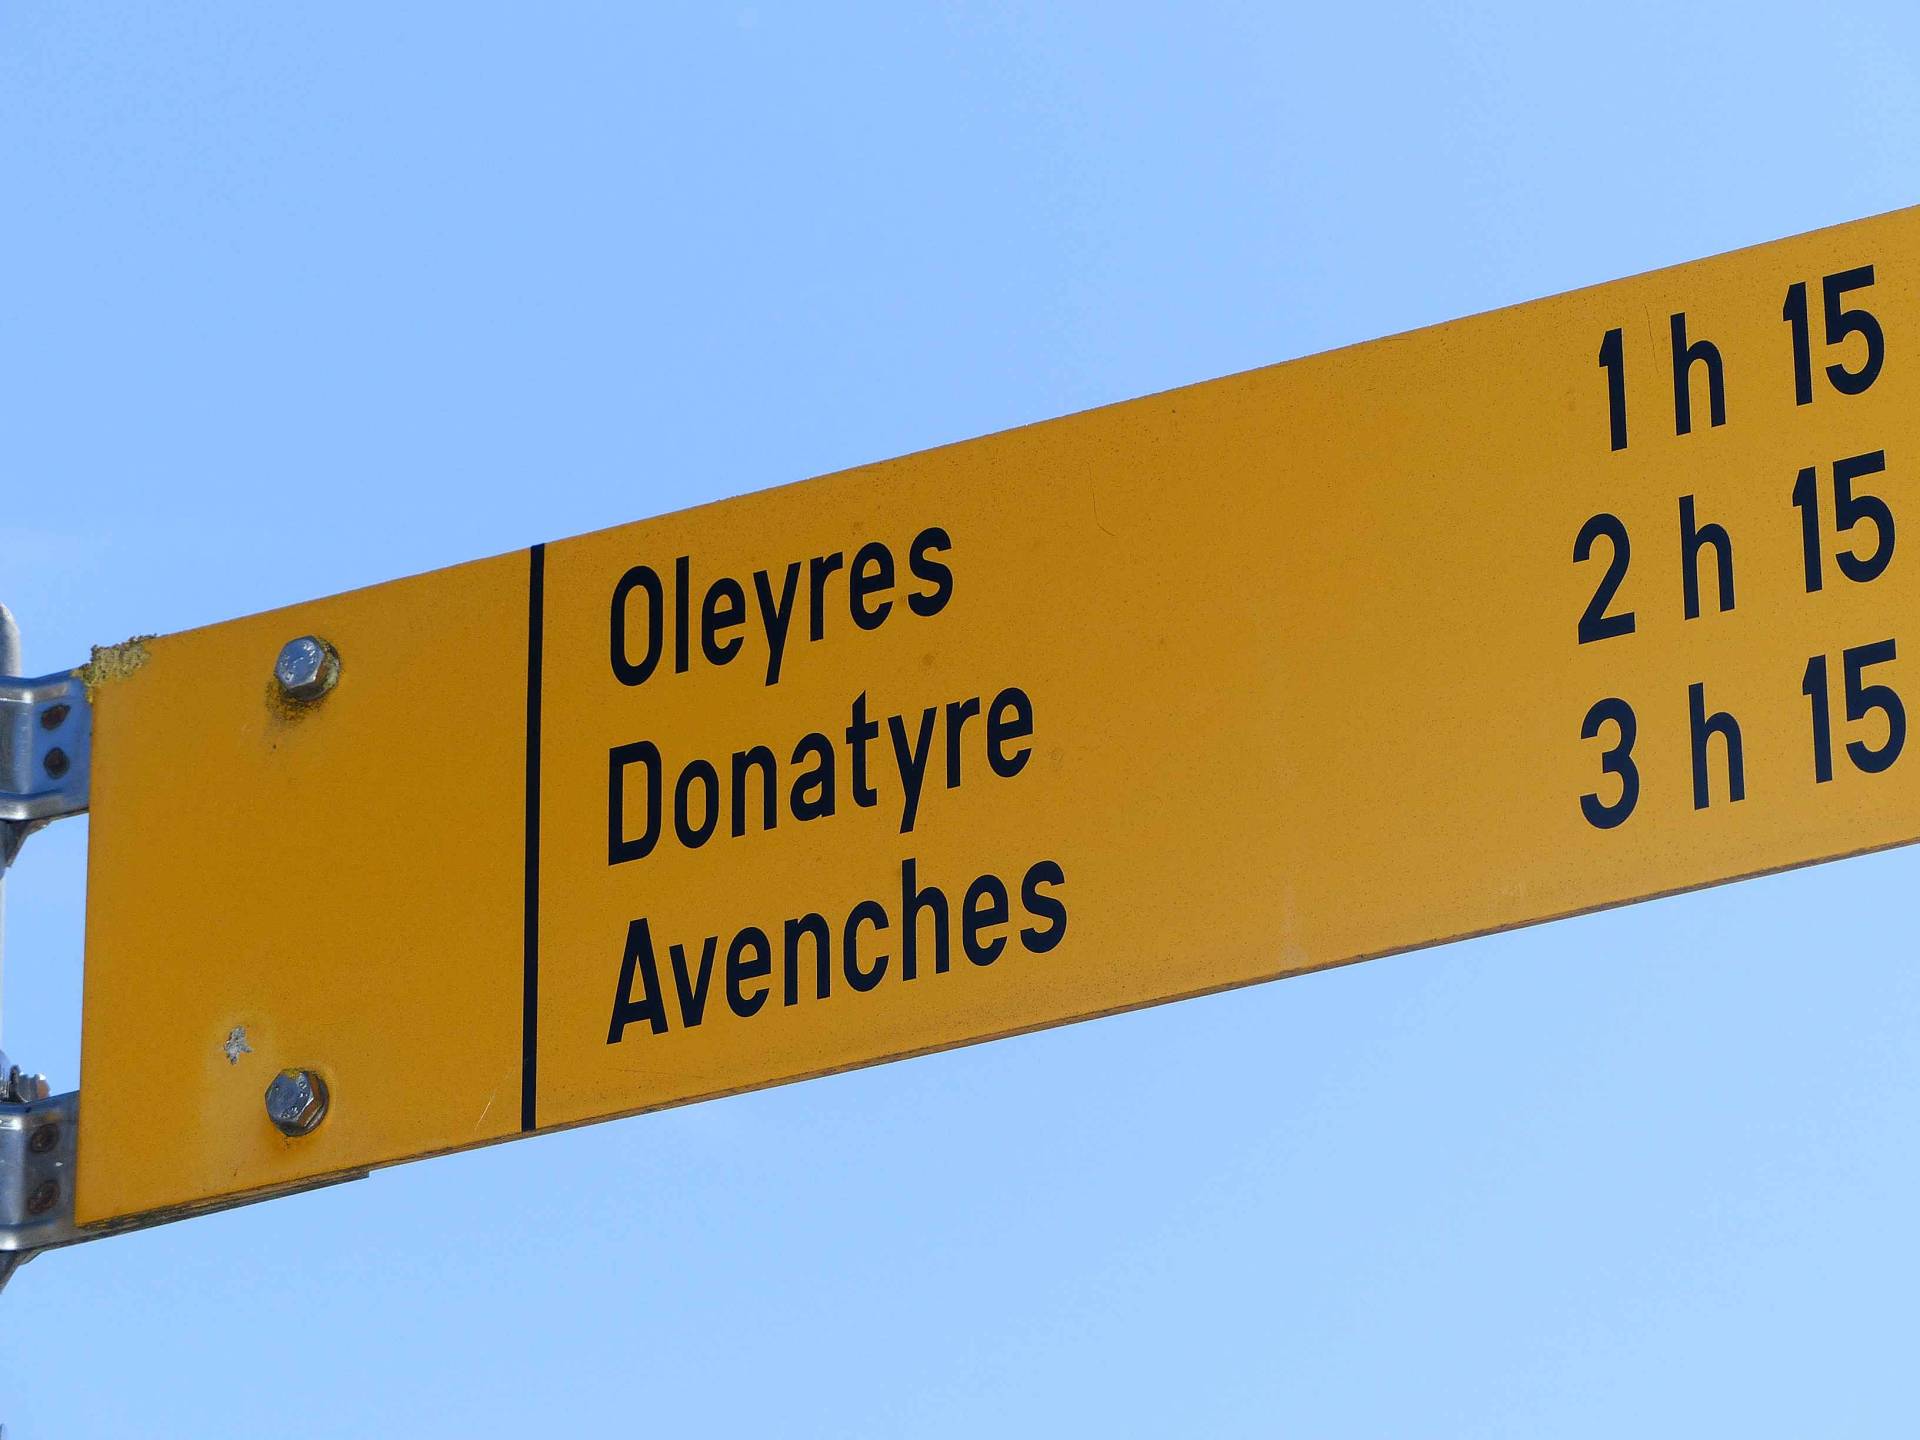 Oleyres 1 h 15
Donatyre 2 h 15
Avenches 3 h 15